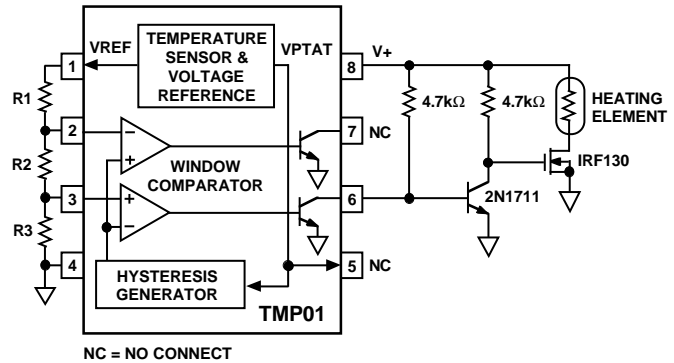 TEMPERATURE
SENSOR &
VOLTAGE
REFERENCE
VREF
VPTAT
1
8
V+
R1
4.7kΩ
4.7kΩ
HEATING
ELEMENT
2
–
+
7
NC
R2
WINDOW
COMPARATOR
IRF130
3
+
–
6
2N1711
R3
4
HYSTERESIS
GENERATOR
5
NC
TMP01
NC = NO CONNECT